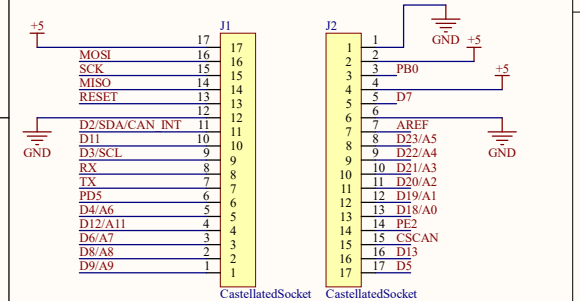 J1 J2
+5 17 17 1 1 GND +5
MOSI 16 16 2 2
SCK 15 15 3 3 PB0 +5
MISO 14 14 4 4
RESET 13 13 5 5 D7
12 12 6 6
D2/SDA/CAN INT 11 11 7 7 AREF
GND D11 10 10 8 8 D23/A5 GND
D3/SCL 9 9 9 9 D22/A4
RX 8 8 10 10 D21/A3
TX 7 7 11 11 D20/A2
PD5 6 6 12 12 D19/A1
D4/A6 5 5 13 13 D18/A0
D12/A11 4 4 14 14 PE2
D6/A7 3 3 15 15 CSCAN
D8/A8 2 2 16 16 D13
D9/A9 1 1 17 17 D5
CastellatedSocket CastellatedSocket